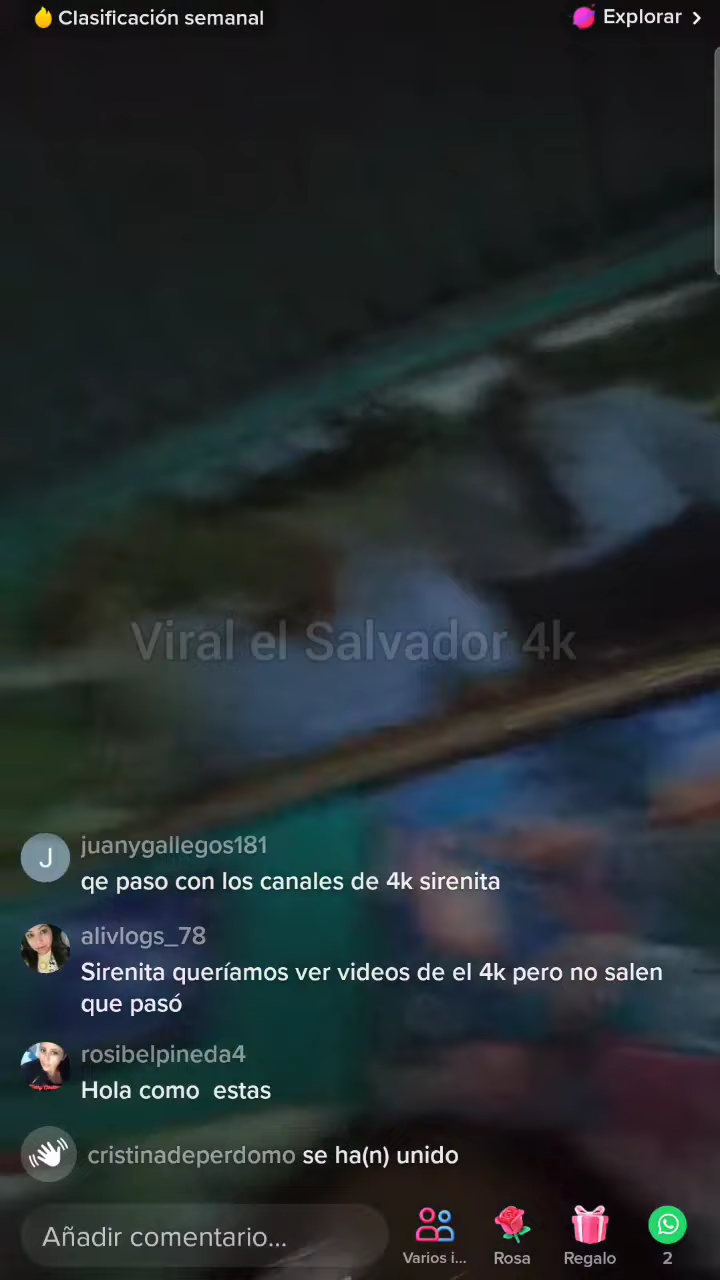 Clasificación semanal
Explorar
Viral el Salvador 4k
J
juanygallegos181
qe paso con los canales de 4k sirenita
alivlogs_78
Sirenita queríamos ver videos de el 4k pero no salen
que pasó
rosibelpineda4
Hola como estas
cristinadeperdomo se ha(n) unido
Añadir comentario...
Varios i...
Rosa
Regalo
2